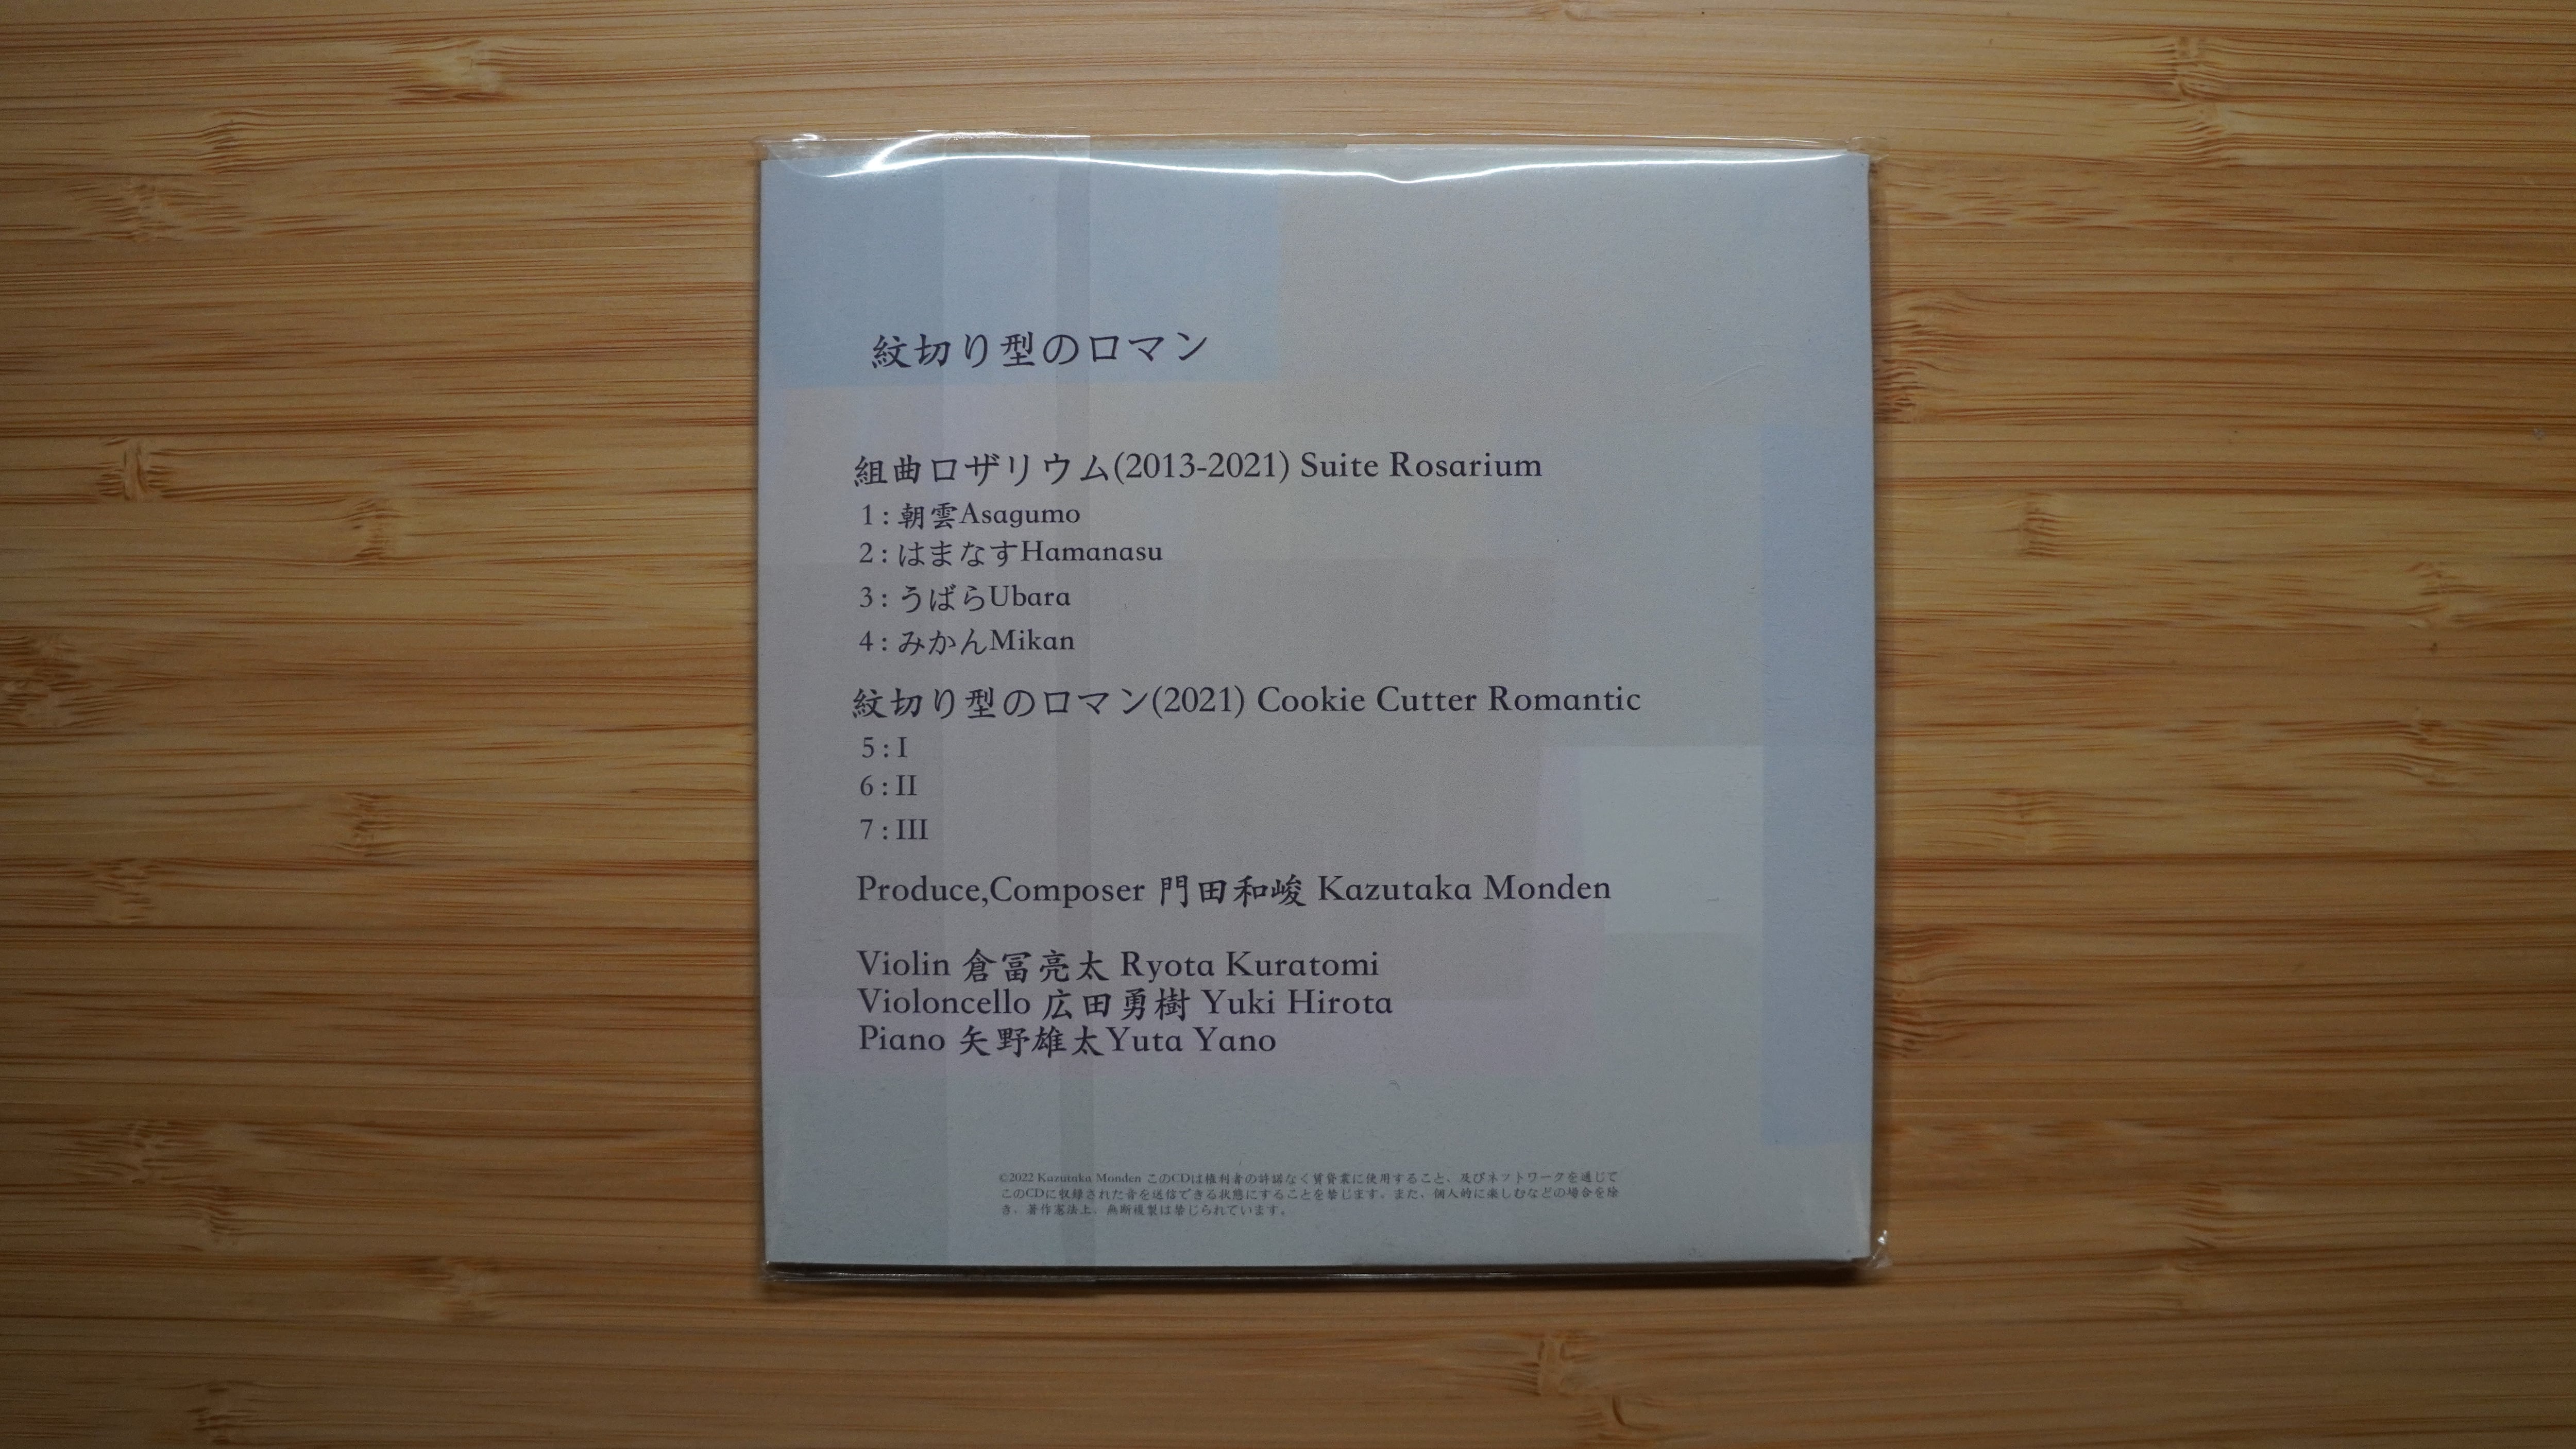 紋切り型のロマン
組曲ロザリウム(2013-2021) Suite Rosarium
1:朝雲Asagumo
2:はまなすHamanasu
3:うばらUbara
4:みかんMikan
紋切り型のロマン(2021) Cookie Cutter Romantic
5:I
6:II
7:III
Produce,Composer 門田和峻 Kazutaka Monden
Violin 倉冨亮太 Ryota Kuratomi
Violoncello 広田勇樹 Yuki Hirota
Piano 矢野雄太Yuta Yano
©2022 Kazutaka Monden このCDは権利者の許諾なく賃貸業に使用すること、及びネットワークを通じて
このCDに収録された音を送信できる状態にすることを禁じます。また、個人的に楽しむなどの場合を除
き、著作憲法上、無断複製は禁じられています。